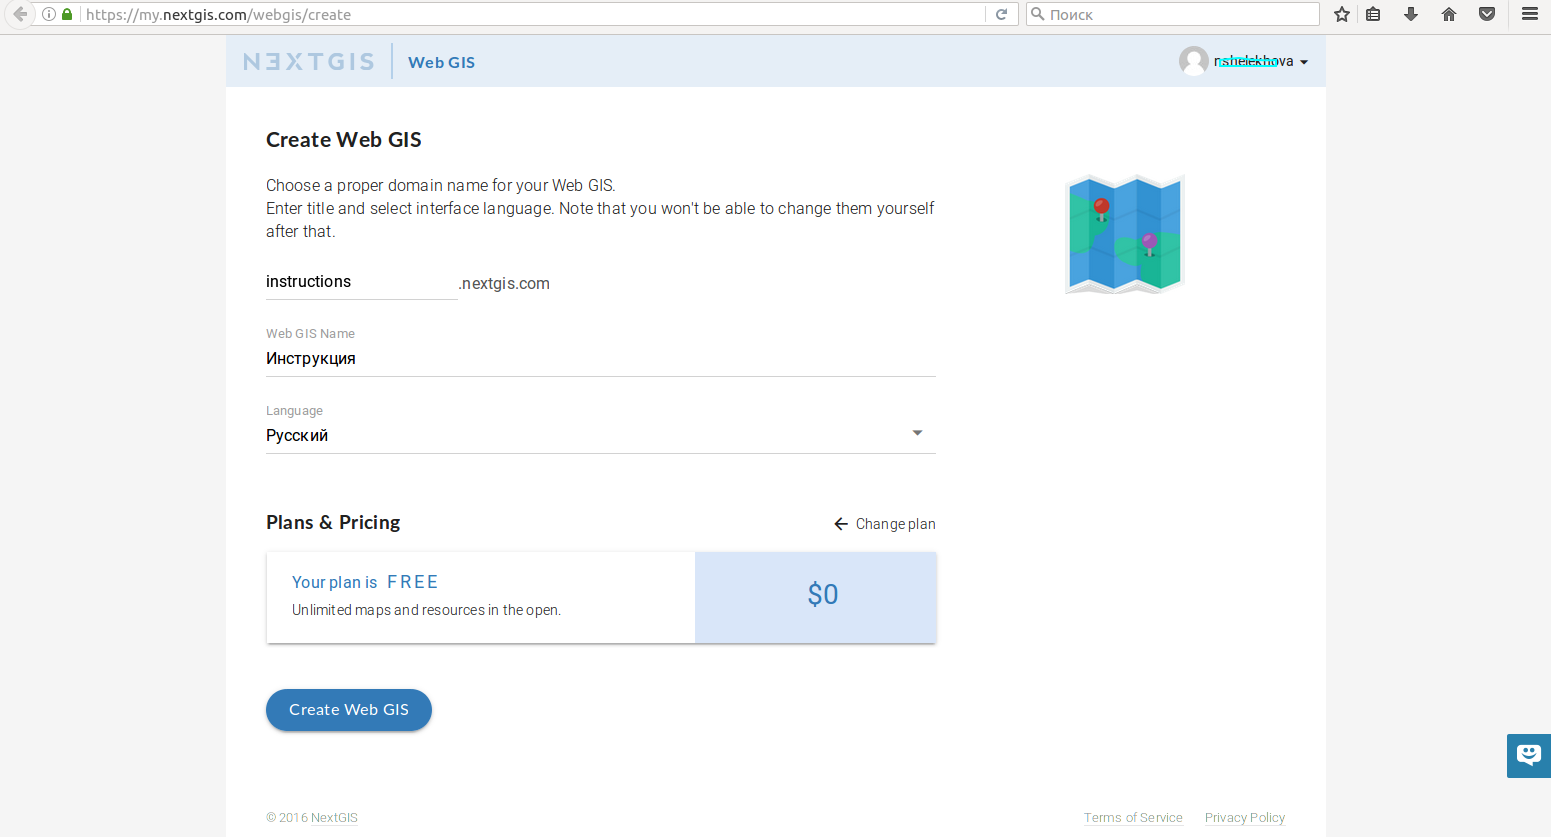 https://my.nextgis.com/webgis/create
Поиск
NEXTGIS
Web GIS
nshelekhova
Create Web GIS
Choose a proper domain name for your Web GIS.
Enter title and select interface language. Note that you won't be able to change them yourself
after that.
instructions
.nextgis.com
Web GIS Name
Инструкция
Language
Русский
Plans & Pricing
Change plan
Your plan is FREE
$0
Unlimited maps and resources in the open.
Create Web GIS
© 2016 NextGIS
Terms of Service
Privacy Policy